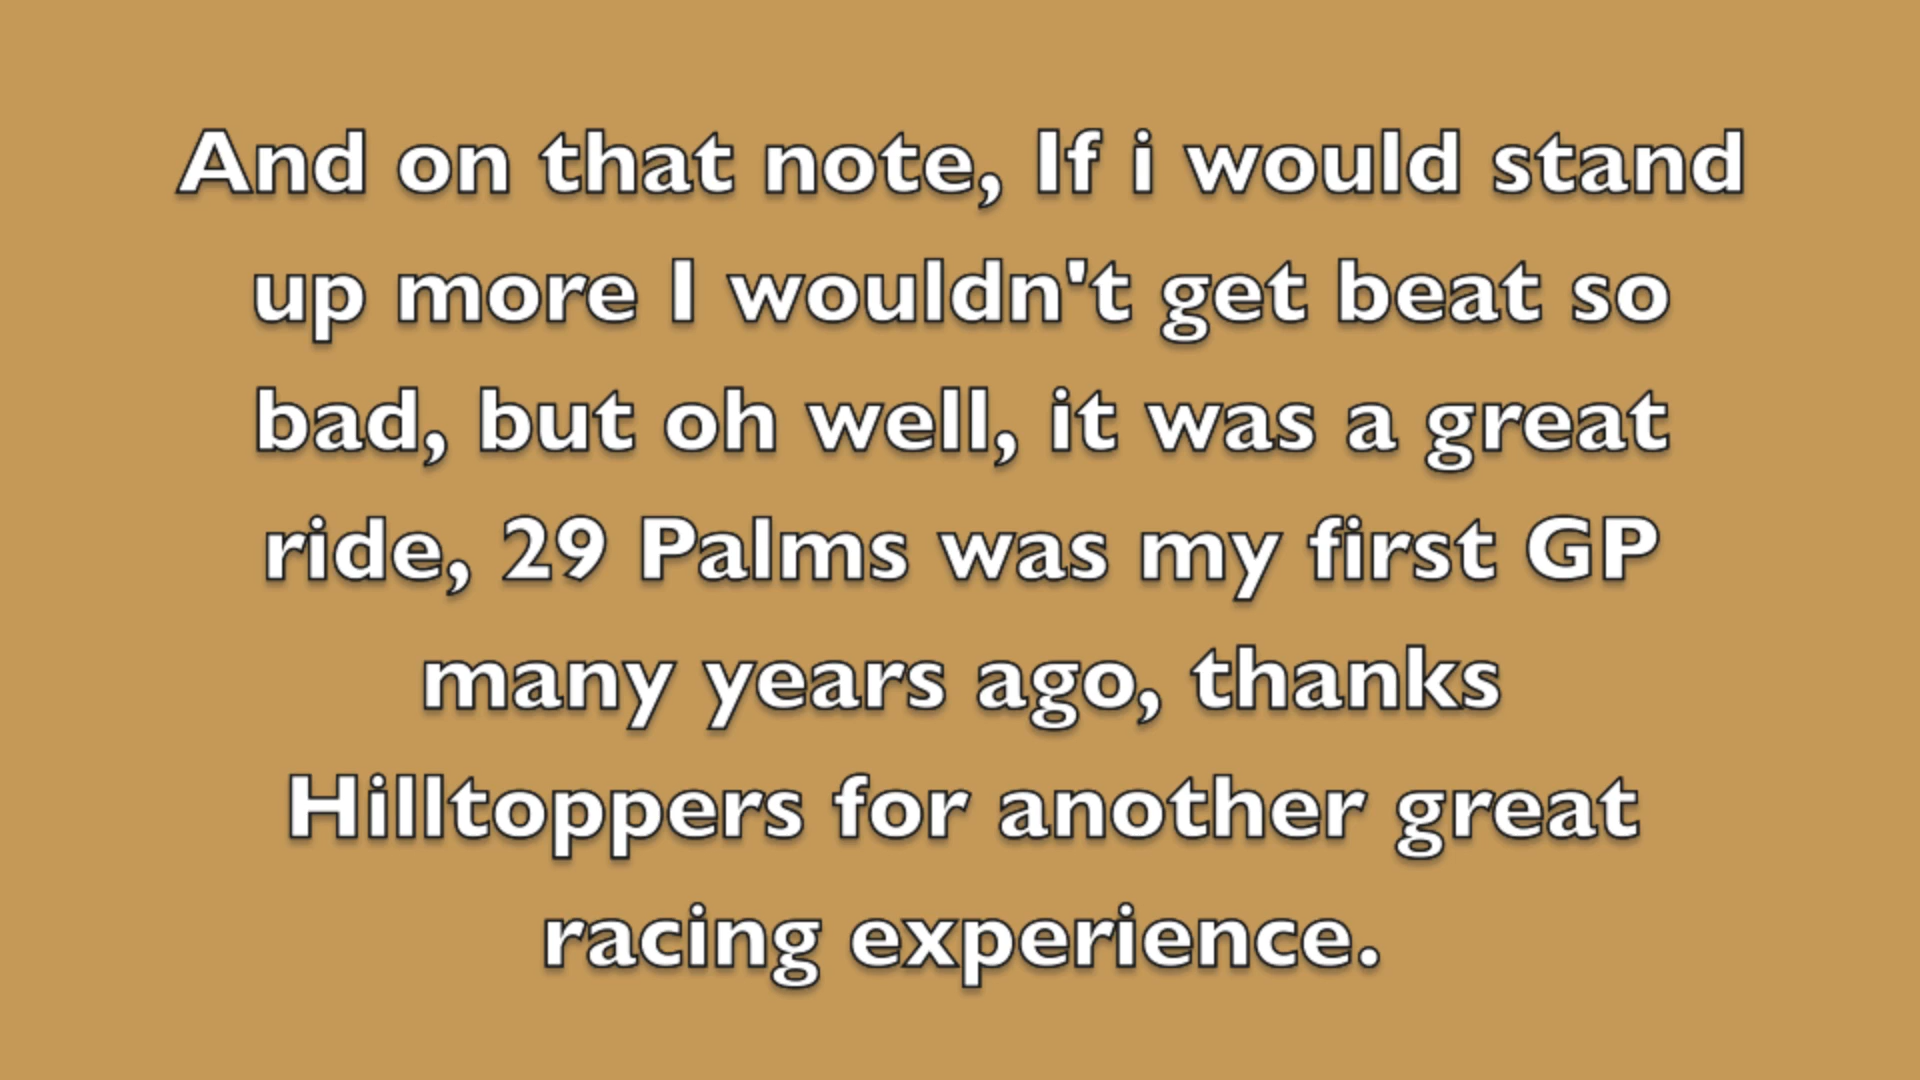 And on that note, If i would stand
up more I wouldn't get beat so
bad, but oh well, it was a great
ride, 29 Palms was my first GP
many years ago, thanks
Hilltoppers for another great
racing experience.